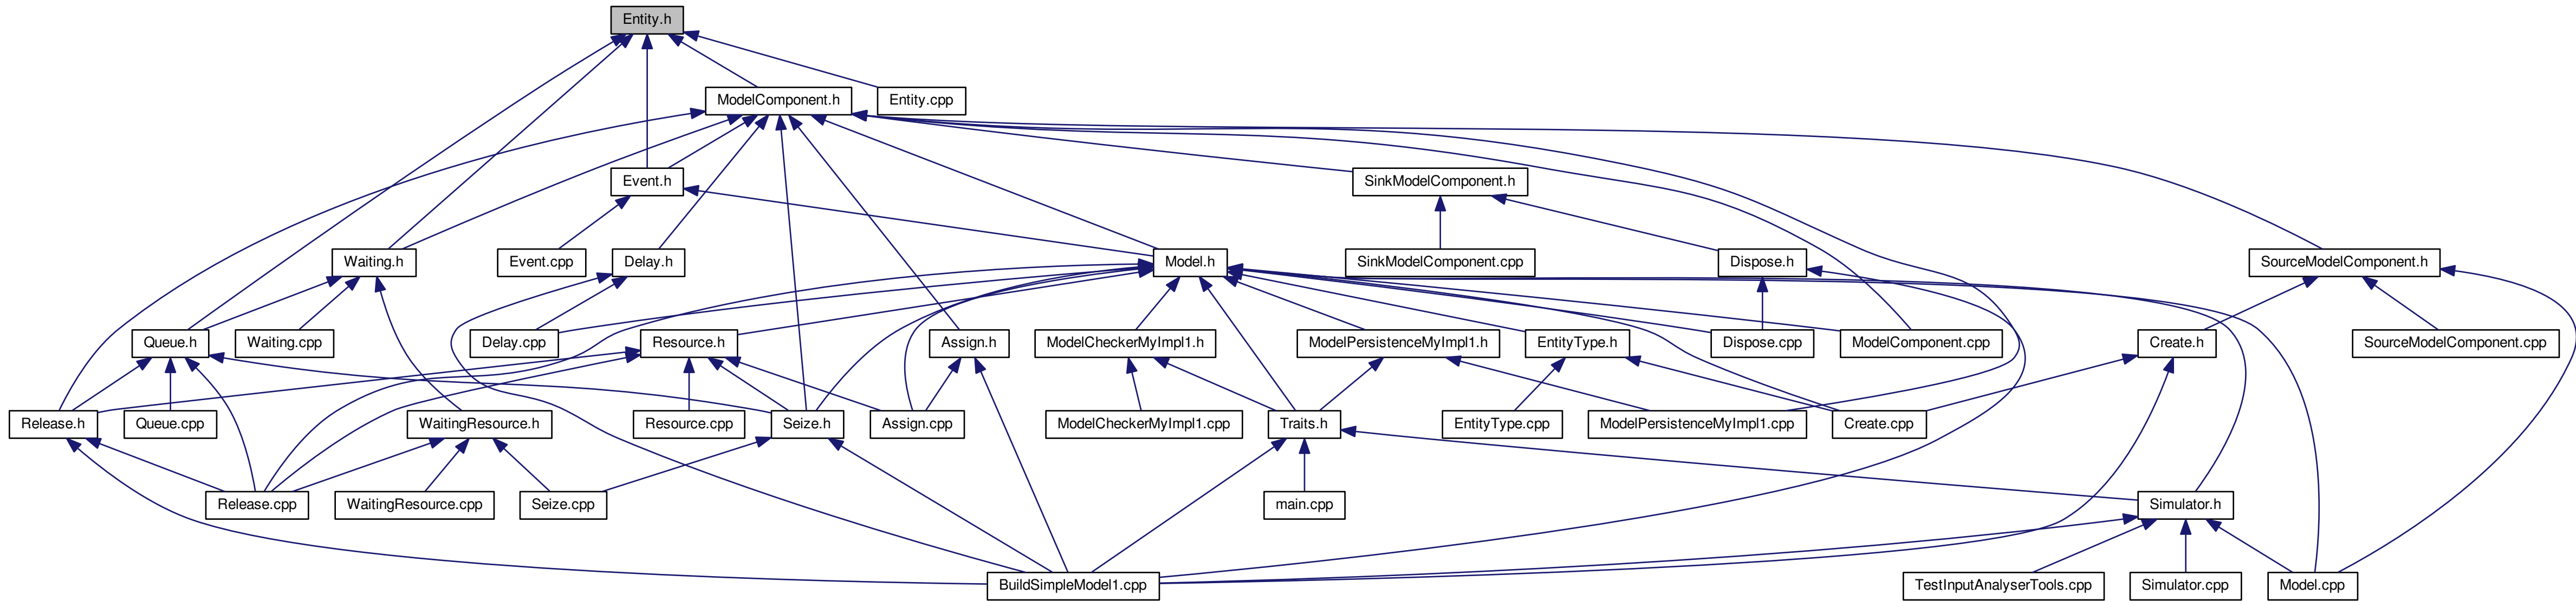 Entity.h
ModelComponent.h
Entity.cpp
Event.h
SinkModelComponent.h
Waiting.h
Event.cpp
Delay.h
Model.h
SinkModelComponent.cpp
Dispose.h
SourceModelComponent.h
Queue.h
Waiting.cpp
Delay.cpp
Resource.h
Assign.h
ModelCheckerMyImpl1.h
ModelPersistenceMyImpl1.h
EntityType.h
Dispose.cpp
ModelComponent.cpp
Create.h
SourceModelComponent.cpp
Release.h
Queue.cpp
WaitingResource.h
Resource.cpp
Seize.h
Assign.cpp
ModelCheckerMyImpl1.cpp
Traits.h
EntityType.cpp
ModelPersistenceMyImpl1.cpp
Create.cpp
Release.cpp
WaitingResource.cpp
Seize.cpp
main.cpp
Simulator.h
BuildSimpleModel1.cpp
TestInputAnalyserTools.cpp
Simulator.cpp
Model.cpp